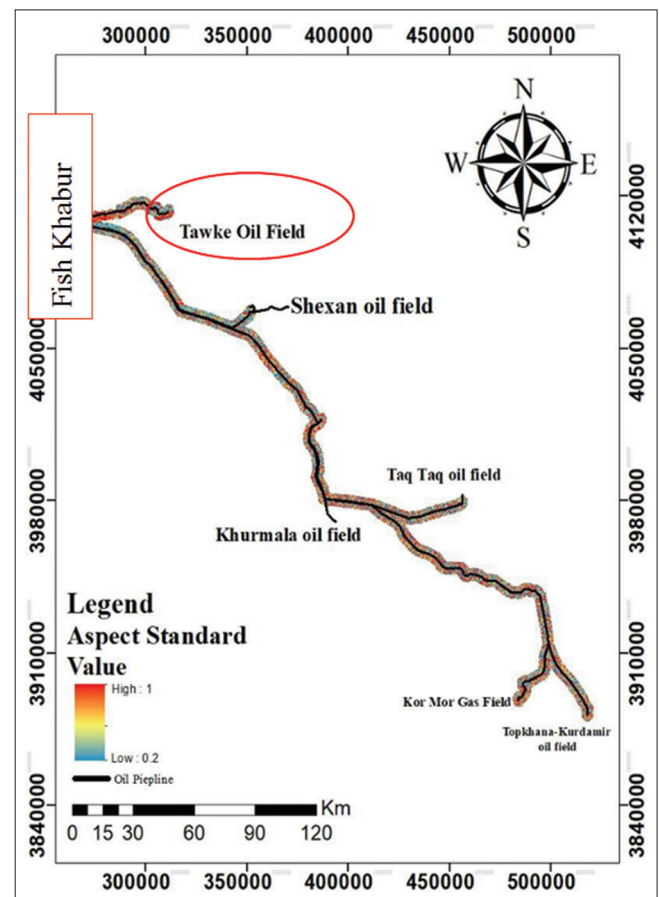 300000 350000 400000 450000 500000
N
W E
S
Fish Khabur
Tawke Oil Field
Shexan oil field
Taq Taq oil field
Khurmala oil field
Kor Mor Gas Field
Topkhana-Kurdamir
oil field
4120000
4050000
3980000
3910000
3840000
4050000
3980000
3910000
3840000
Legend
Aspect Standard
Value
High : 1
Low : 0.2
Oil Piepline
Km
0 15 30 60 90 120
300000 350000 400000 450000 500000